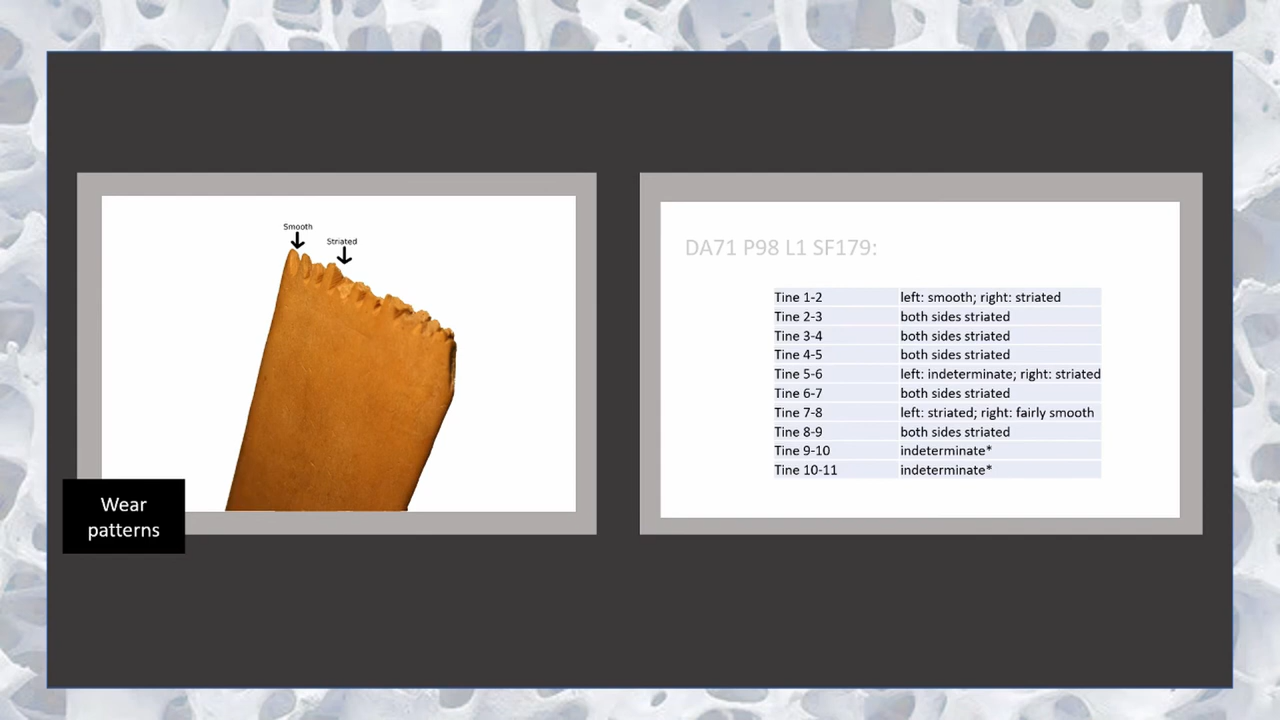 Smooth
Striated
Wear
patterns
DA71 P98 L1 SF179:
Tine 1-2 left: smooth; right: striated
Tine 2-3 both sides striated
Tine 3-4 both sides striated
Tine 4-5 both sides striated
Tine 5-6 left: indeterminate; right: striated
Tine 6-7 both sides striated
Tine 7-8 left: striated; right: fairly smooth
Tine 8-9 both sides striated
Tine 9-10 indeterminate*
Tine 10-11 indeterminate*